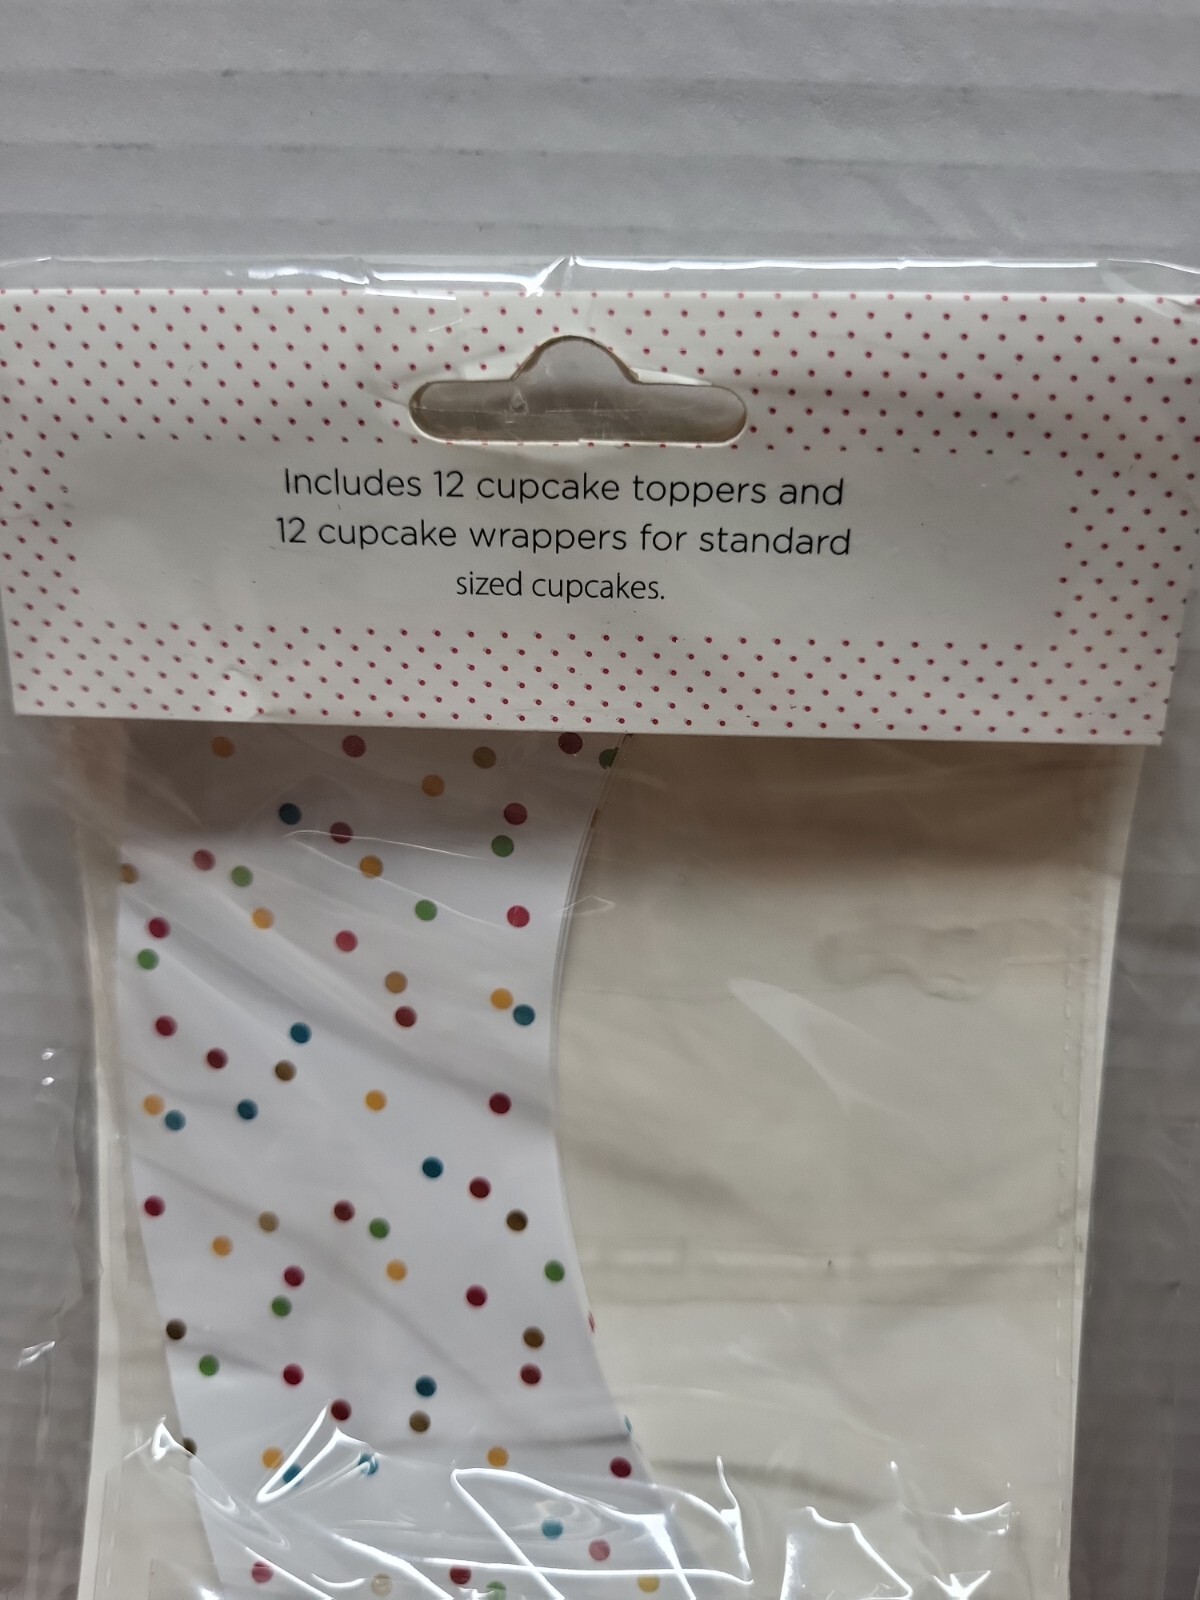 Includes 12 cupcake toppers and
12 cupcake wrappers for standard
sized cupcakes.